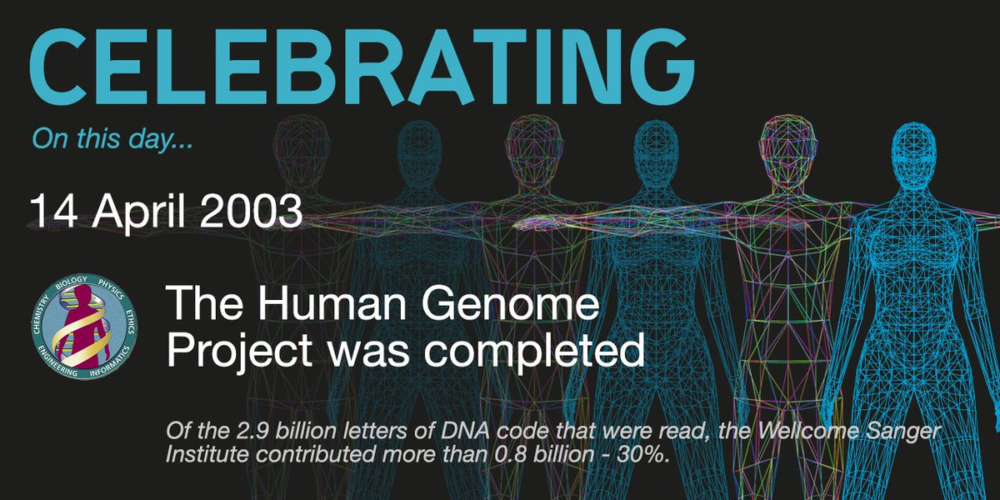 CELEBRATING
On this day...
14 April 2003
CHEMISTRY BIOLOGY PHYSICS ETHICS
ENGINEERING INFORMATICS
The Human Genome
Project was completed
Of the 2.9 billion letters of DNA code that were read, the Wellcome Sanger
Institute contributed more than 0.8 billion - 30%.